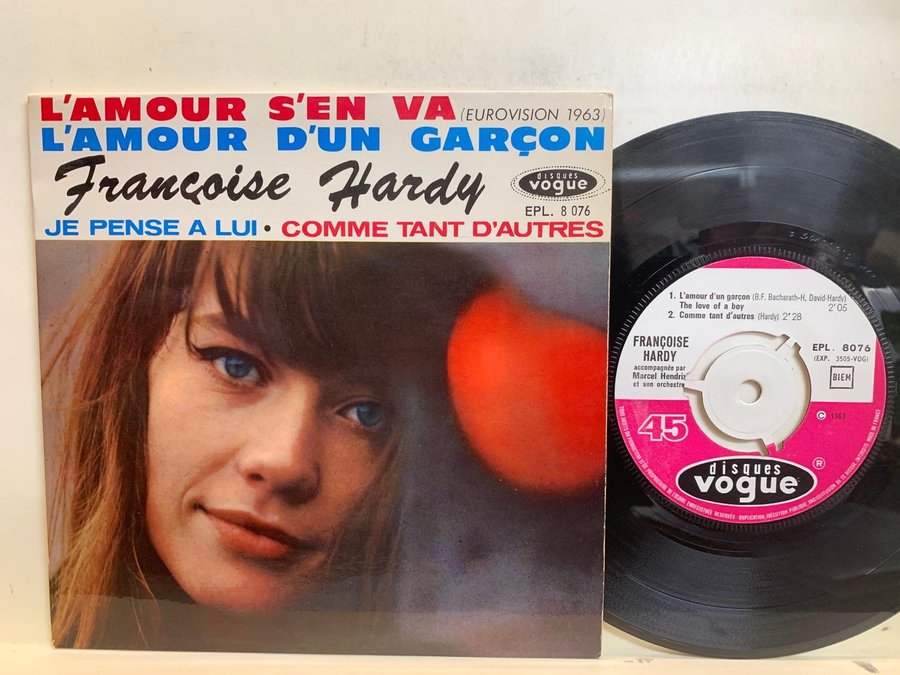 L'AMOUR S'EN VA (EUROVISION 1963)
L'AMOUR D'UN GARÇON
Françoise Hardy
disques
vogue
EPL. 8 076
JE PENSE A LUI • COMME TANT D'AUTRES
1. L'amour d'un garçon (B.F. Bacharath-H. David-Hardy)
The love of a boy 2'05
2. Comme tant d'autres (Hardy) 2'28
FRANÇOISE
HARDY
accompagnée par
Marcel Hendrix
et son orchestre
EPL. 8076
(EXP. 3505-VOG)
BIEM
© 1963
45
disques
vogue ®